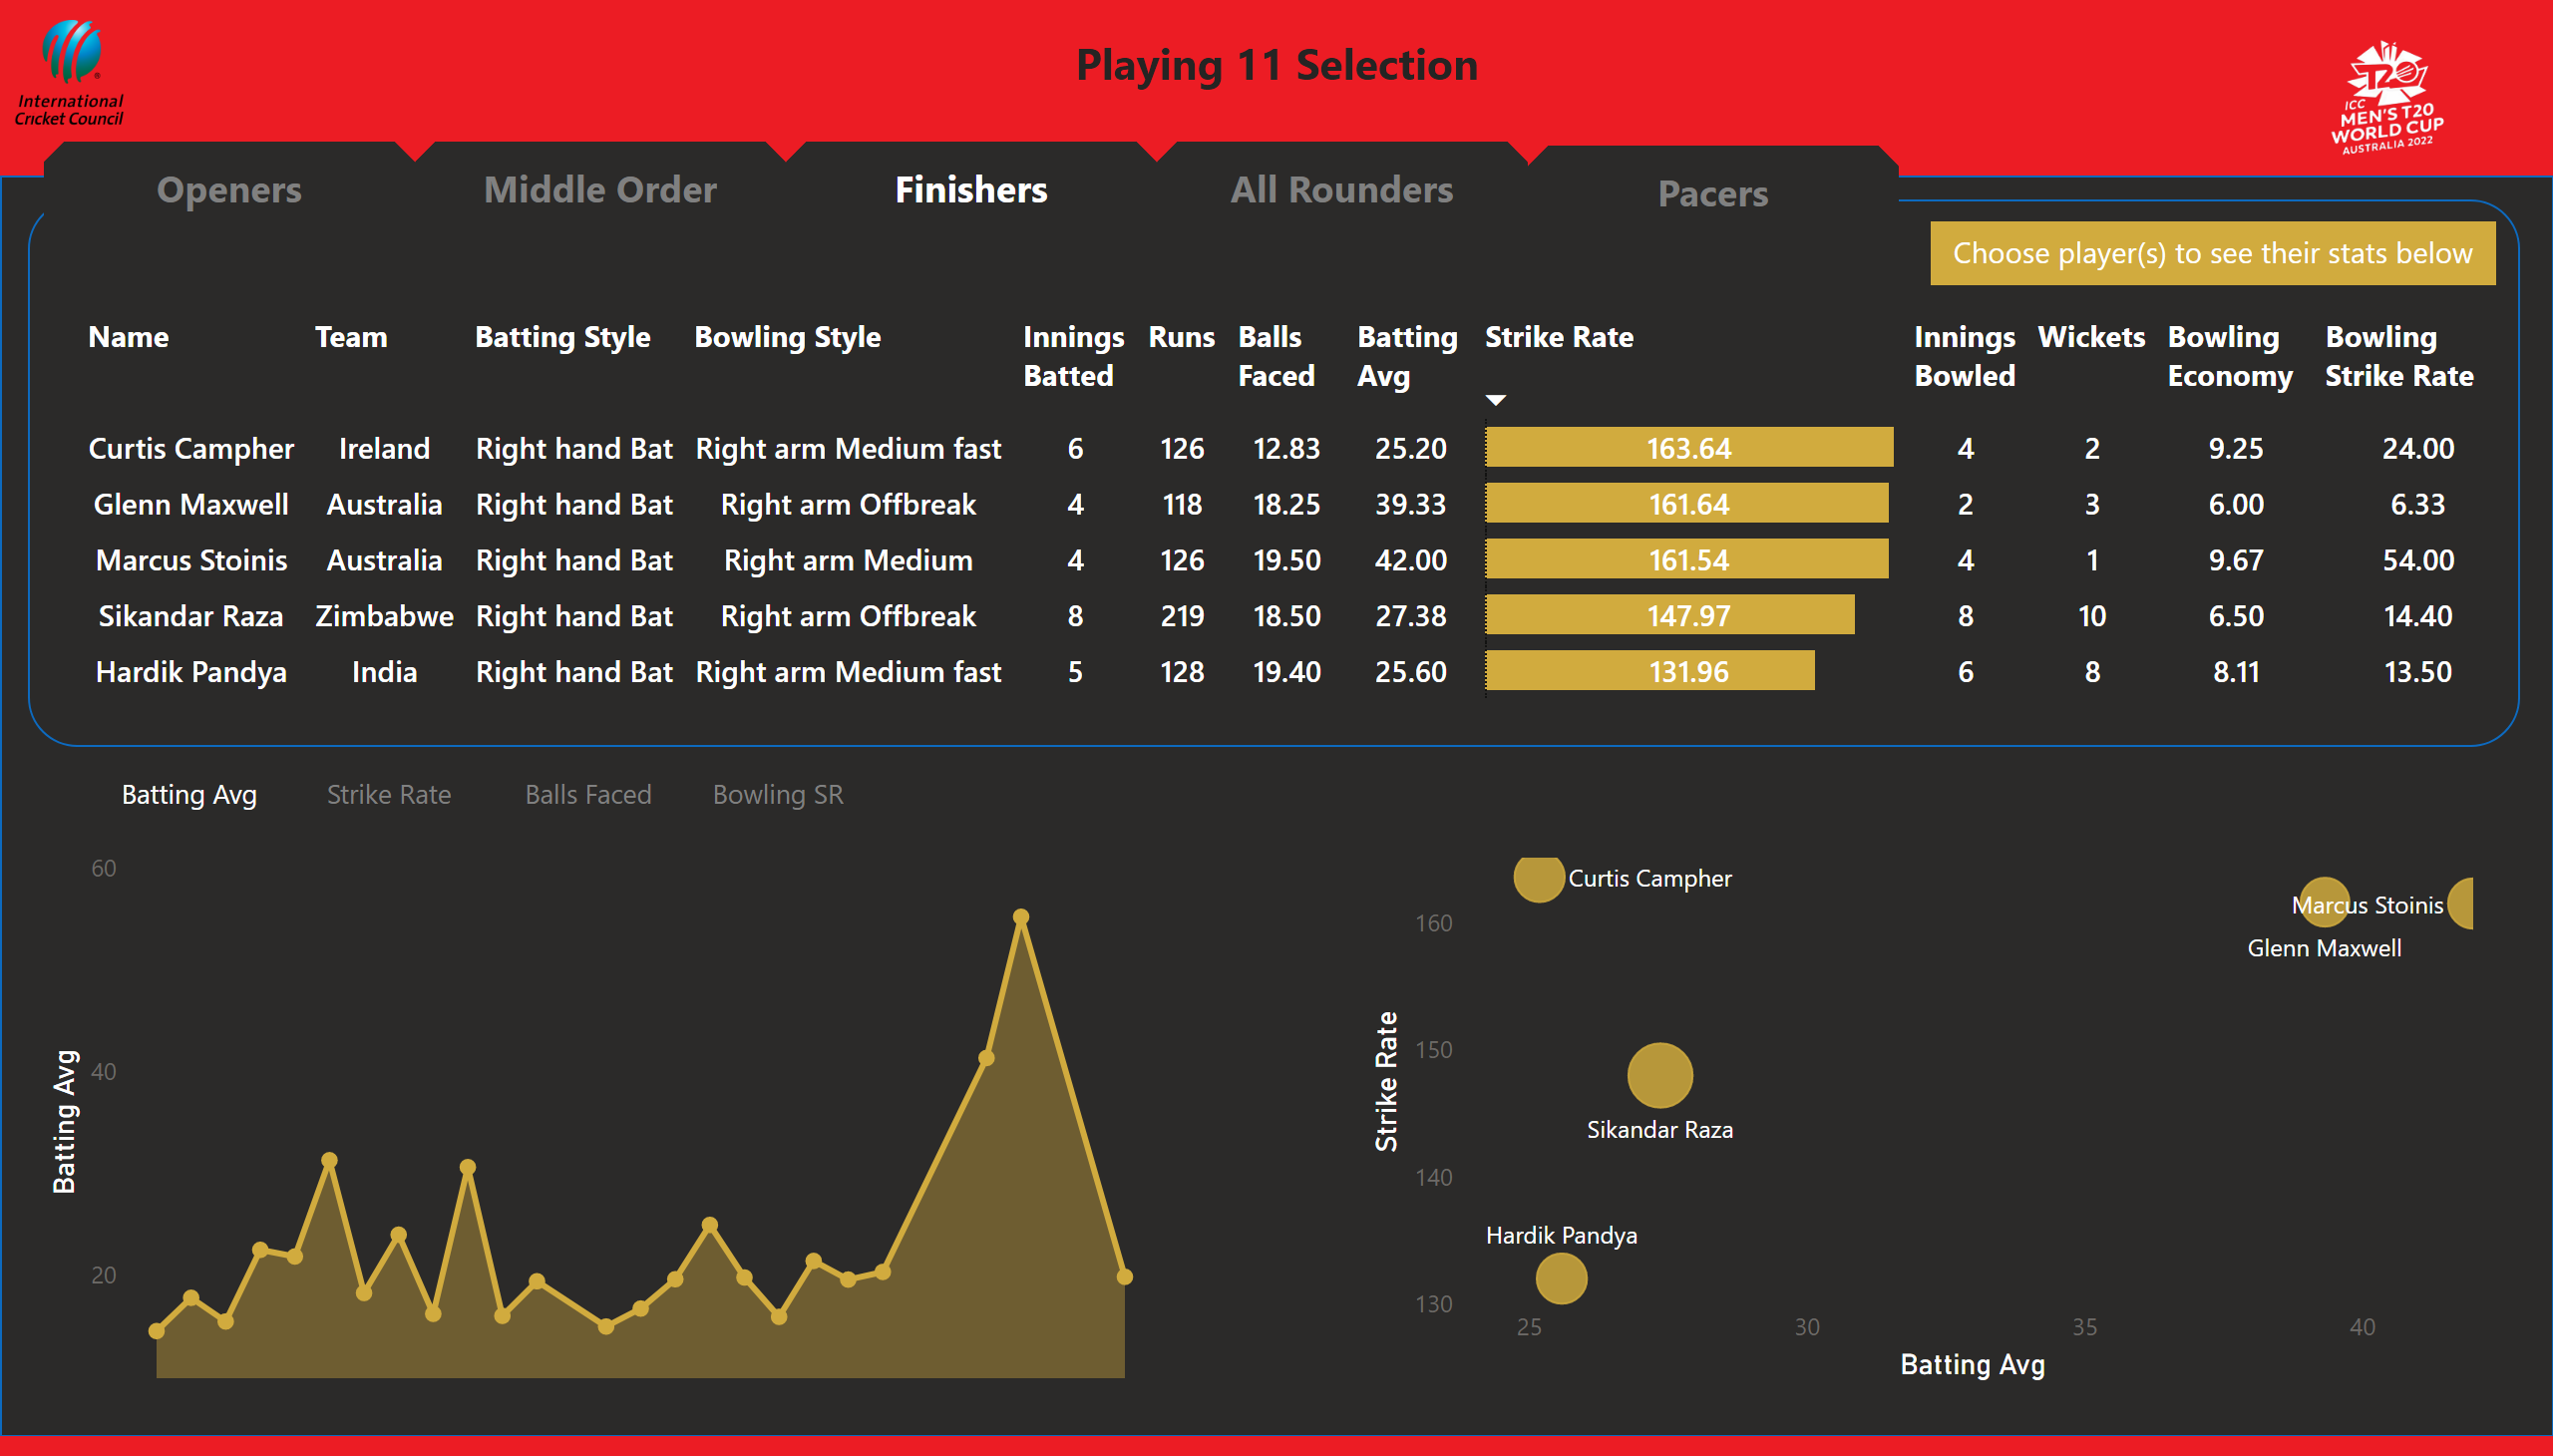 Playing 11 Selection
International
Cricket Council
T20
ICC
MEN'S T20
WORLD CUP
AUSTRALIA 2022
Openers Middle Order Finishers All Rounders Pacers
Choose player(s) to see their stats below
Name Team Batting Style Bowling Style Innings Batted Runs Balls Faced Batting Avg Strike Rate Innings Bowled Wickets Bowling Economy Bowling Strike Rate
Curtis Campher Ireland Right hand Bat Right arm Medium fast 6 126 12.83 25.20 163.64 4 2 9.25 24.00
Glenn Maxwell Australia Right hand Bat Right arm Offbreak 4 118 18.25 39.33 161.64 2 3 6.00 6.33
Marcus Stoinis Australia Right hand Bat Right arm Medium 4 126 19.50 42.00 161.54 4 1 9.67 54.00
Sikandar Raza Zimbabwe Right hand Bat Right arm Offbreak 8 219 18.50 27.38 147.97 8 10 6.50 14.40
Hardik Pandya India Right hand Bat Right arm Medium fast 5 128 19.40 25.60 131.96 6 8 8.11 13.50
Batting Avg Strike Rate Balls Faced Bowling SR
60
40
20
Batting Avg
Curtis Campher
Marcus Stoinis
Glenn Maxwell
Sikandar Raza
Hardik Pandya
160
150
140
130
Strike Rate
25 30 35 40
Batting Avg